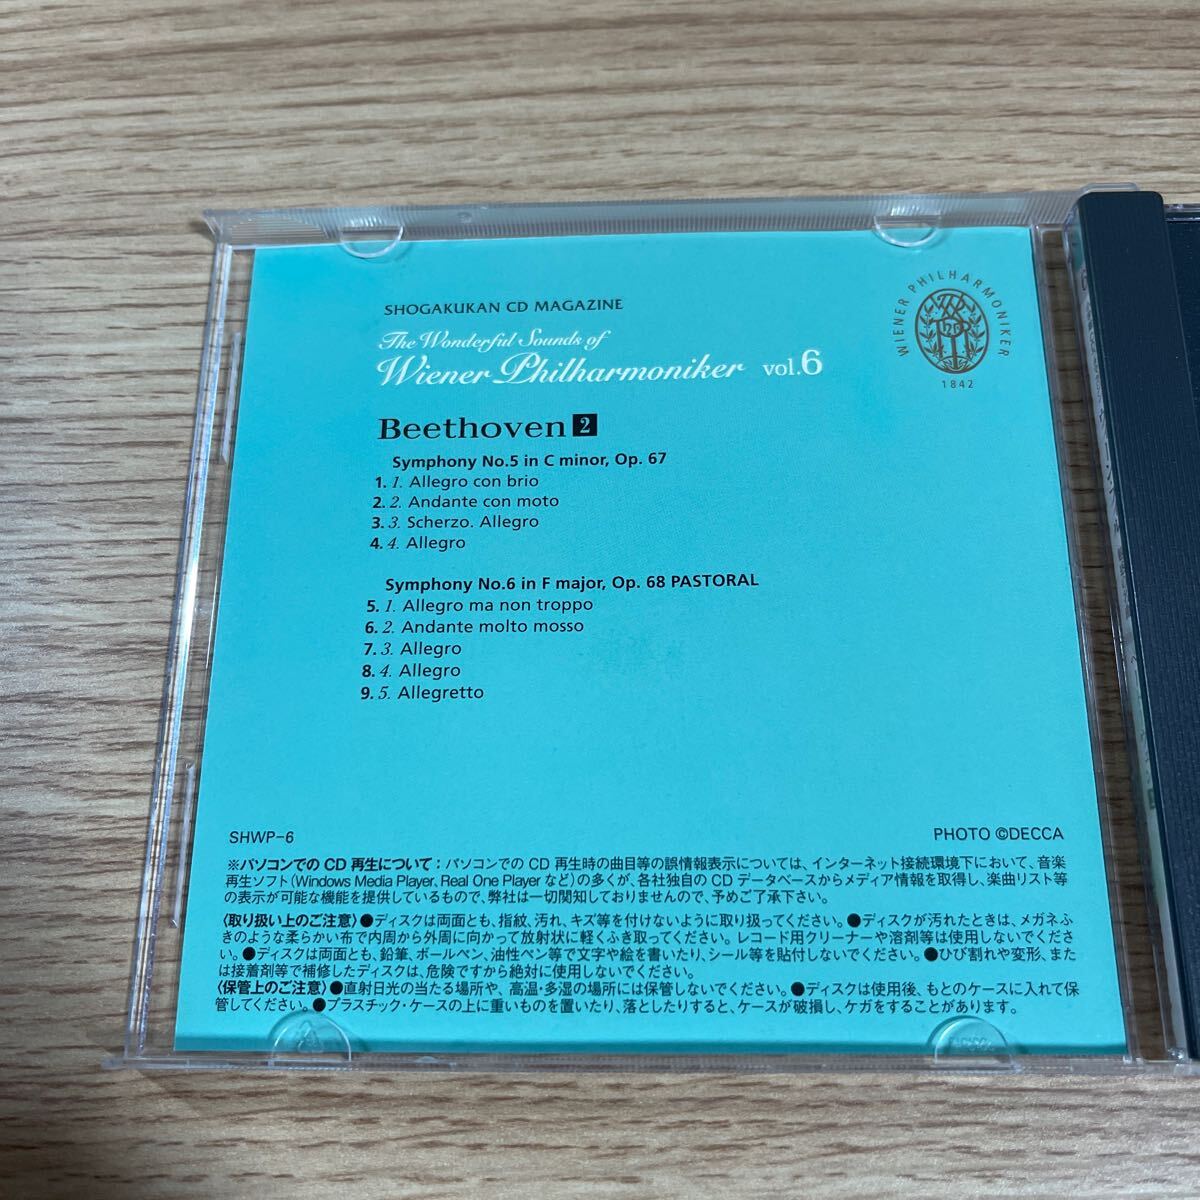 SHOGAKUKAN CD MAGAZINE
The Wonderful Sounds of
Wiener Philharmoniker vol.6
WIENER PHILHARMONIKER
1842
Beethoven 2
Symphony No.5 in C minor, Op. 67
1. 1. Allegro con brio
2. 2. Andante con moto
3. 3. Scherzo. Allegro
4. 4. Allegro
Symphony No.6 in F major, Op. 68 PASTORAL
5. 1. Allegro ma non troppo
6. 2. Andante molto mosso
7. 3. Allegro
8. 4. Allegro
9. 5. Allegretto
SHWP-6
PHOTO ©DECCA
※パソコンでの CD 再生について：パソコンでの CD 再生時の曲目等の誤情報表示については、インターネット接続環境下において、音楽
再生ソフト(Windows Media Player、Real One Player など)の多くが、各社独自の CD データベースからメディア情報を取得し、楽曲リスト等
の表示が可能な機能を提供しているもので、弊社は一切関知しておりませんので、予めご了承下さい。
〈取り扱い上のご注意〉●ディスクは両面とも、指紋、汚れ、キズ等を付けないように取り扱ってください。●ディスクが汚れたときは、メガネふ
きのような柔らかい布で内周から外周に向かって放射状に軽くふき取ってください。レコード用クリーナーや溶剤等は使用しないでくださ
い。●ディスクは両面とも、鉛筆、ボールペン、油性ペン等で文字や絵を書いたり、シール等を貼付しないでください。●ひび割れや変形、また
は接着剤等で補修したディスクは、危険ですから絶対に使用しないでください。
〈保管上のご注意〉●直射日光の当たる場所や、高温・多湿の場所には保管しないでください。●ディスクは使用後、もとのケースに入れて保
管してください。●プラスチック・ケースの上に重いものを置いたり、落としたりすると、ケースが破損し、ケガをすることがあります。